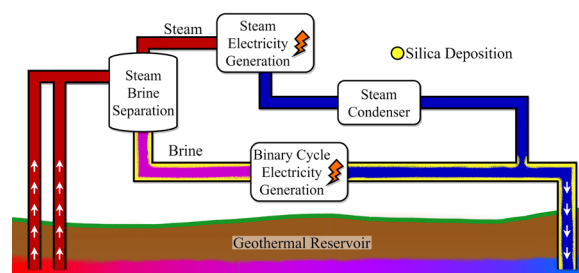 Steam
Steam
Electricity
Generation
Silica Deposition
Steam
Brine
Separation
Steam
Condenser
Brine
Binary Cycle
Electricity
Generation
Geothermal Reservoir